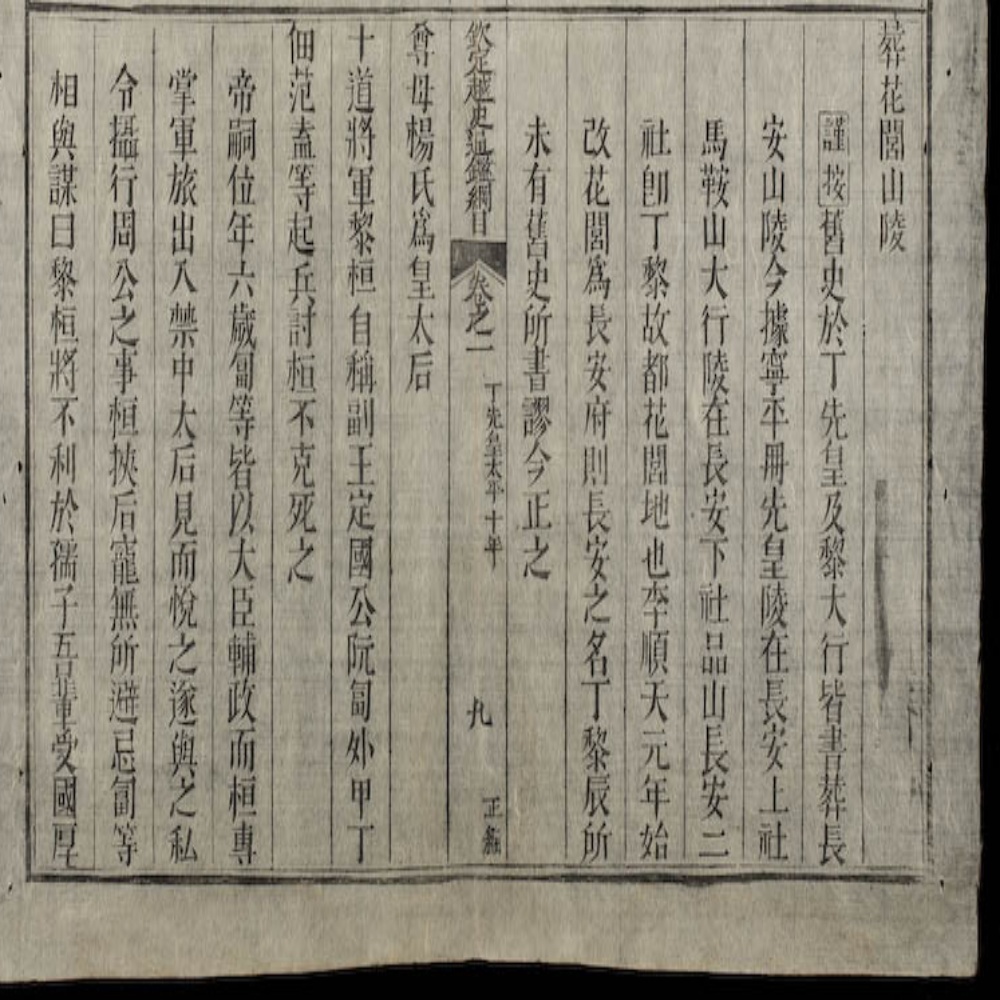 葬花閭山陵
謹按舊史於丁先皇及黎大行皆書葬長
安山陵今據寧平冊先皇陵在長安上社
馬鞍山大行陵在長安下社品山長安二
社卽丁黎故都花閭地也李順天元年始
改花閭爲長安府則長安之名丁黎辰所
未有舊史所書謬今正之
欽定越史通鑑綱目 卷之一 丁先皇太平十年 九 正編
尊母楊氏爲皇太后
十道將軍黎桓自稱副王定國公阮匐外甲丁
佃范盍等起兵討桓不克死之
帝嗣位年六歲匐等皆以大臣輔政而桓專
掌軍旅出入禁中太后見而悅之遂與之私
令攝行周公之事桓挾后寵無所避忌匐等
相與謀曰黎桓將不利於孺子吾輩受國厚